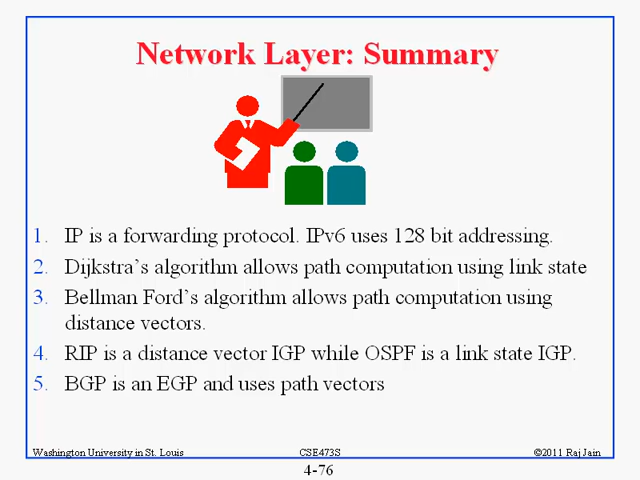 Network Layer: Summary
1. IP is a forwarding protocol. IPv6 uses 128 bit addressing.
2. Dijkstra's algorithm allows path computation using link state
3. Bellman Ford's algorithm allows path computation using
distance vectors.
4. RIP is a distance vector IGP while OSPF is a link state IGP.
5. BGP is an EGP and uses path vectors
Washington University in St. Louis CSE473S ©2011 Raj Jain
4-76